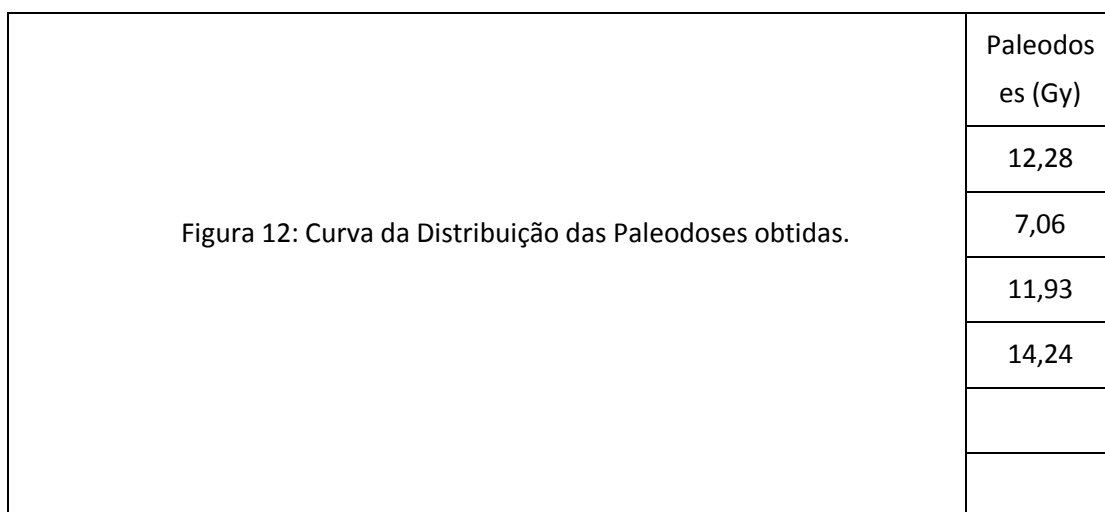 Paleodos
es (Gy)
12,28
Figura 12: Curva da Distribuição das Paleodoses obtidas.
7,06
11,93
14,24